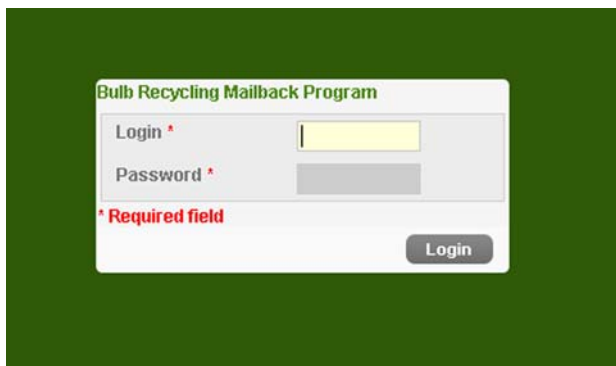 Bulb Recycling Mailback Program
Login *
Password *
* Required field
Login